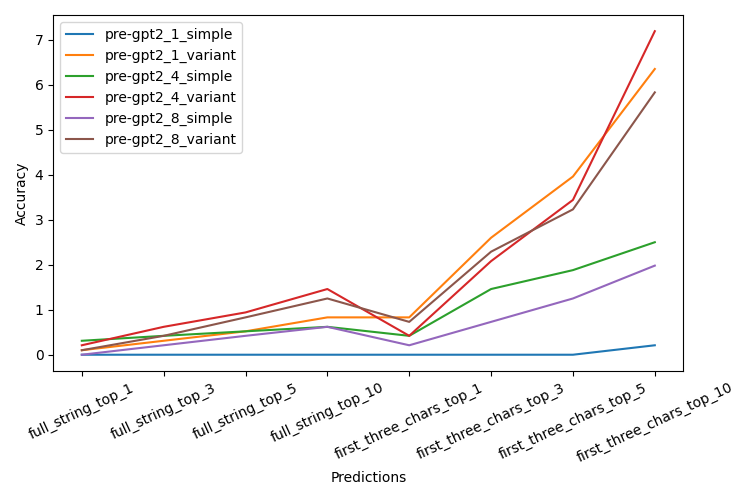 pre-gpt2_1_simple
pre-gpt2_1_variant
pre-gpt2_4_simple
pre-gpt2_4_variant
pre-gpt2_8_simple
pre-gpt2_8_variant
7
6
5
4
3
2
1
0
Accuracy
full_string_top_1
full_string_top_3
full_string_top_5
full_string_top_10
first_three_chars_top_1
first_three_chars_top_3
first_three_chars_top_5
first_three_chars_top_10
Predictions